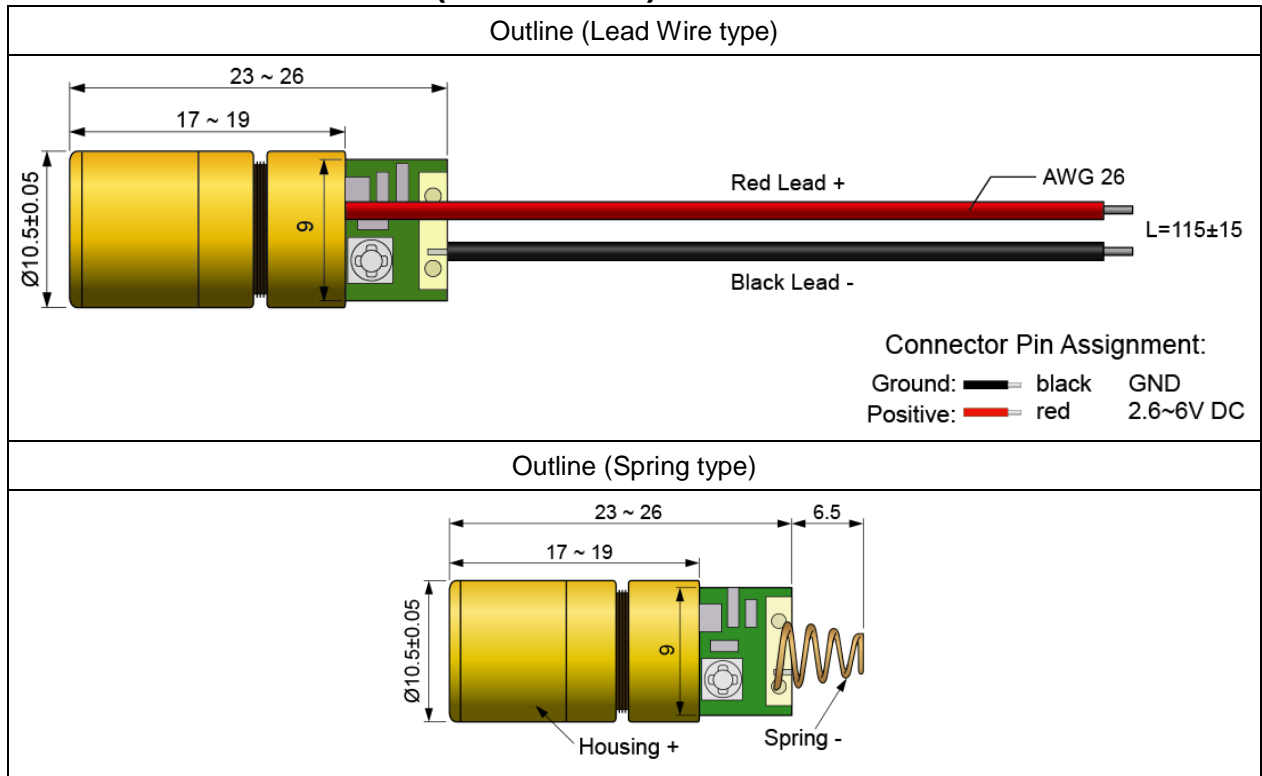 Outline (Lead Wire type)
23 ~ 26
17 ~ 19
Ø10.5±0.05
9
Red Lead +
AWG 26
L=115±15
Black Lead -
Connector Pin Assignment:
Ground: black GND
Positive: red 2.6~6V DC
Outline (Spring type)
23 ~ 26
6.5
17 ~ 19
Ø10.5±0.05
9
Housing +
Spring -